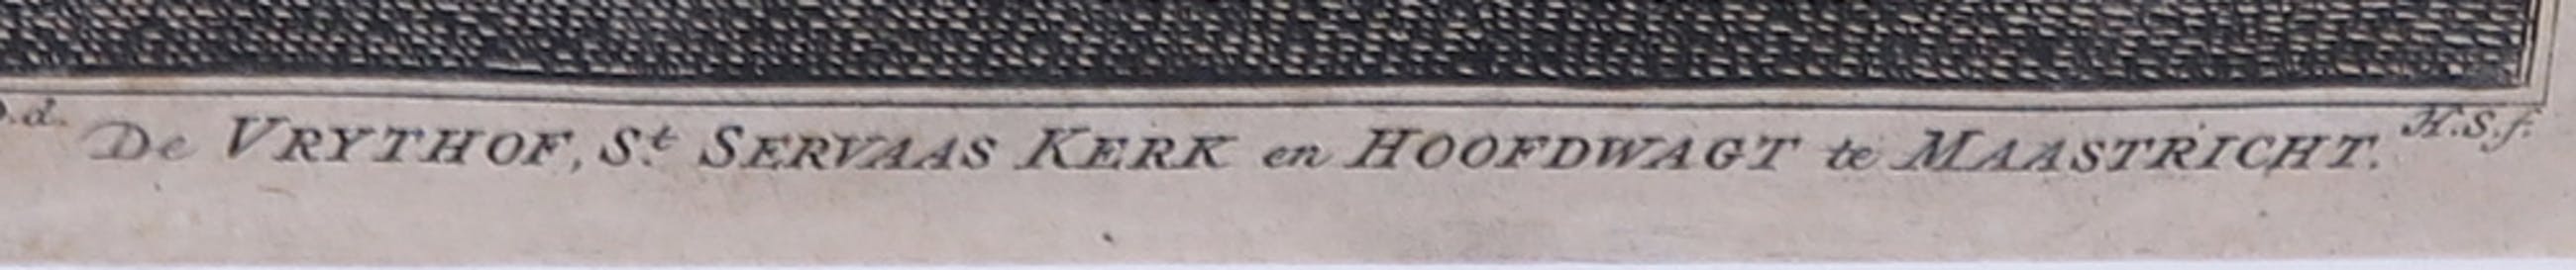 .d. De VRYTHOF, St. SERVAAS KERK en HOOFDWAGT te MAASTRICHT. H.S.f.